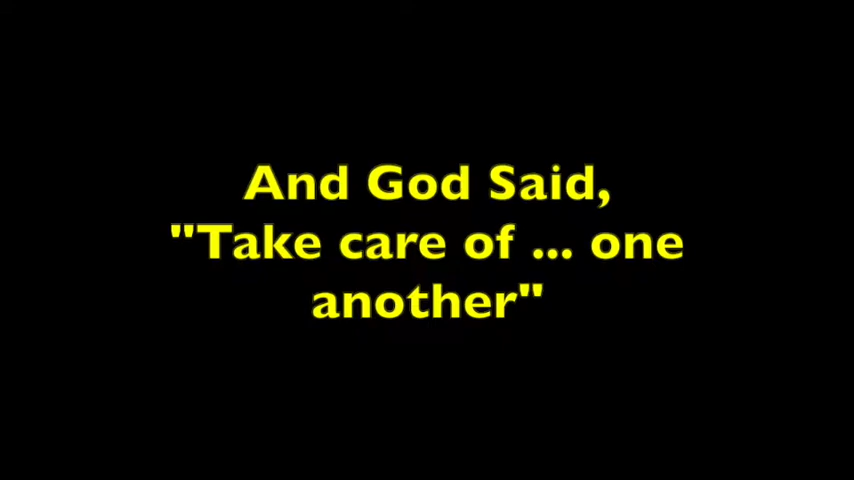 And God Said,
"Take care of ... one
another"